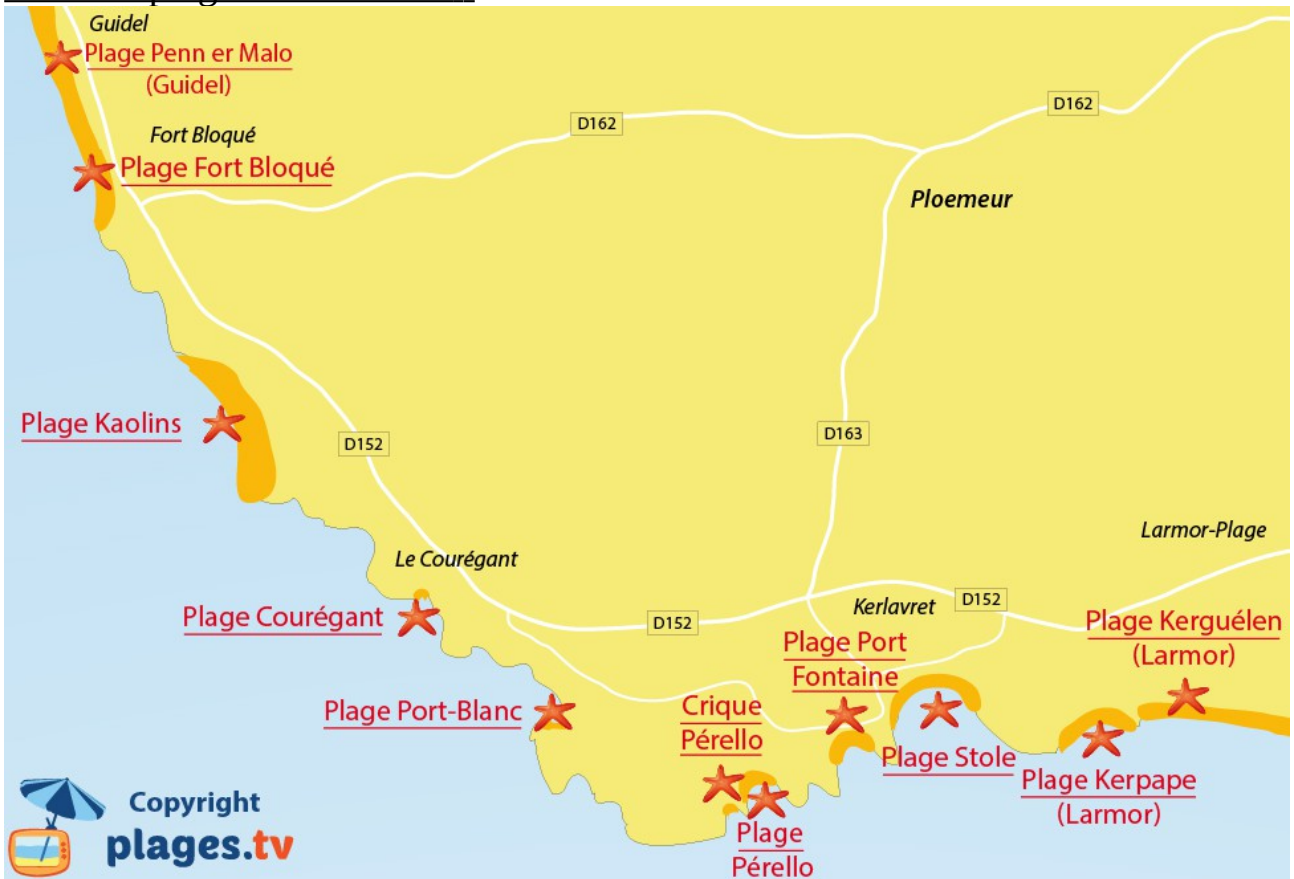 Guidel
Plage Penn er Malo
(Guidel)
Fort Bloqué
Plage Fort Bloqué
D162
D162
Ploemeur
Plage Kaolins
D152
D163
Le Courégant
Larmor-Plage
Plage Courégant
D152
Kerlavret
D152
Plage Port
Fontaine
Plage Kerguélen
(Larmor)
Plage Port-Blanc
Crique
Pérello
Plage Stole
Plage Kerpape
(Larmor)
Plage
Pérello
Copyright
plages.tv